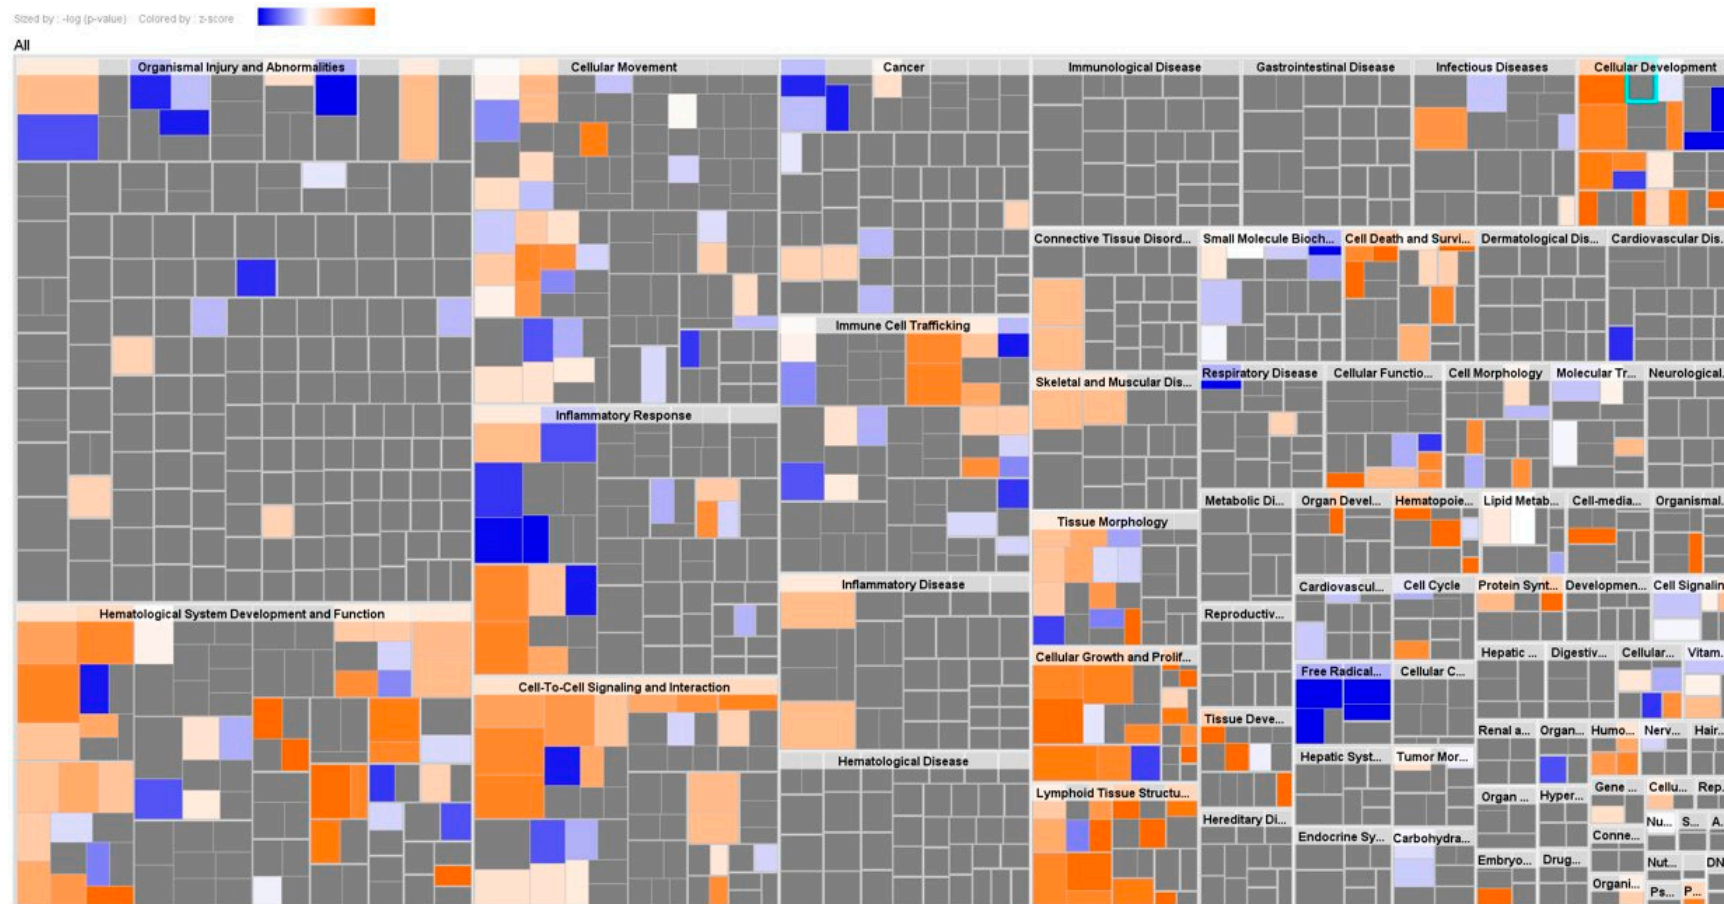 Sized by : -log (p-value) Colored by : z-score
All
Organismal Injury and Abnormalities
Cellular Movement
Cancer
Immunological Disease
Gastrointestinal Disease
Infectious Diseases
Cellular Development
Connective Tissue Disord...
Small Molecule Bioch...
Cell Death and Survi...
Dermatological Dis...
Cardiovascular Dis.
Immune Cell Trafficking
Skeletal and Muscular Dis...
Respiratory Disease
Cellular Functio...
Cell Morphology
Molecular Tr...
Neurological.
Inflammatory Response
Metabolic Di...
Organ Devel...
Hematopoie...
Lipid Metab...
Cell-media...
Organismal.
Tissue Morphology
Inflammatory Disease
Cardiovascul...
Cell Cycle
Protein Synt...
Developmen...
Cell Signalin
Hematological System Development and Function
Reproductiv...
Cellular Growth and Prolif...
Hepatic ...
Digestiv...
Cellular...
Vitam.
Free Radical...
Cellular C...
Cell-To-Cell Signaling and Interaction
Tissue Deve...
Renal a...
Organ...
Humo...
Nerv...
Hair..
Hematological Disease
Hepatic Syst...
Tumor Mor...
Lymphoid Tissue Structu...
Organ ...
Hyper...
Gene ...
Cellu...
Rep.
Hereditary Di...
Nu...
S...
A.
Endocrine Sy...
Carbohydra...
Conne...
Embryo...
Drug...
Nut...
DN
Organi...
Ps...
P...